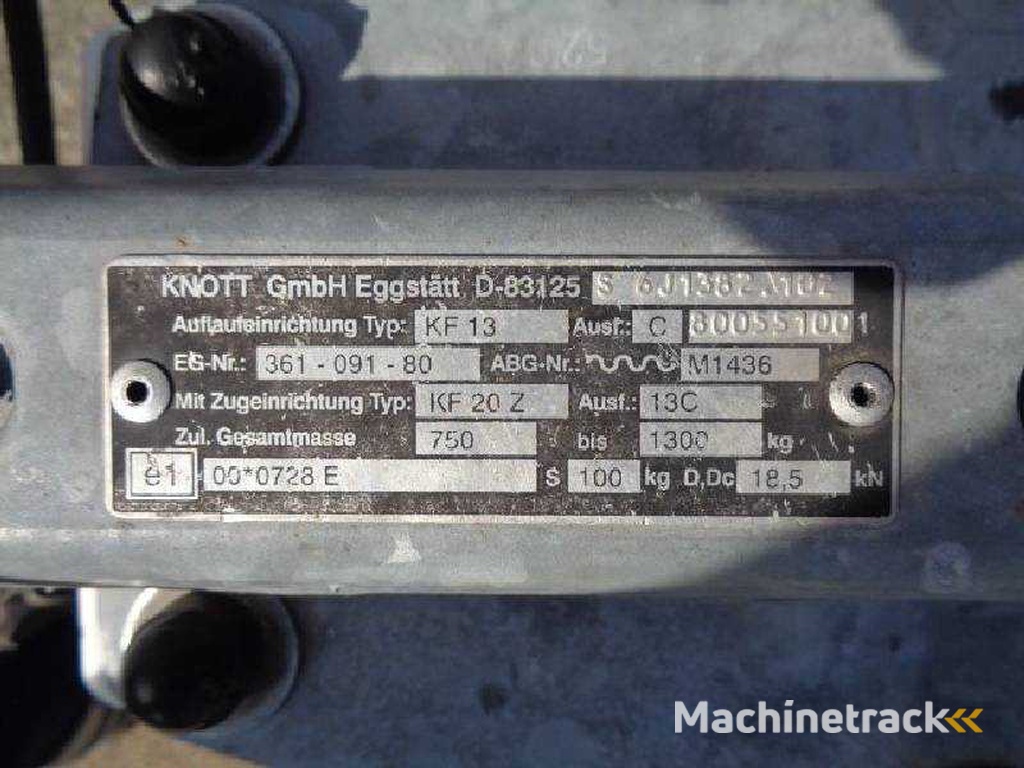 KNOTT GmbH Eggstätt D-83125 S
Auflaufeinrichtung Typ: KF 13 Ausf.: C 800551001
EG-Nr.: 361 - 091 - 80 ABG-Nr.: M1436
Mit Zugeinrichtung Typ: KF 20 Z Ausf.: 13C
Zul. Gesamtmasse 750 bis 1300 kg
e1 00*0728 E S 100 kg D,Dc 18,5 kN
Machinetrack